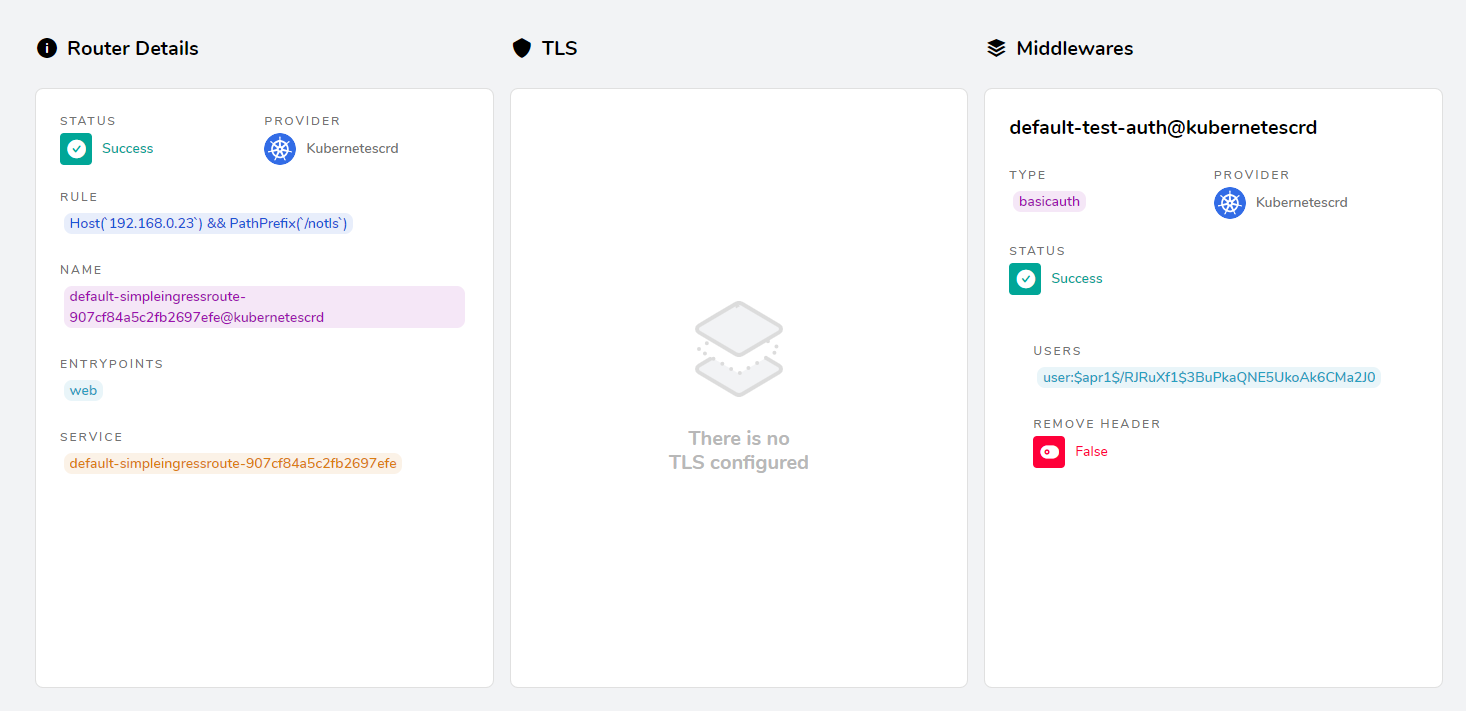 Router Details
STATUS
Success
PROVIDER
Kubernetescrd
RULE
Host(`192.168.0.23`) && PathPrefix(`/notls`)
NAME
default-simpleingressroute-
907cf84a5c2fb2697efe@kubernetescrd
ENTRYPOINTS
web
SERVICE
default-simpleingressroute-907cf84a5c2fb2697efe
TLS
There is no
TLS configured
Middlewares
default-test-auth@kubernetescrd
TYPE
basicauth
PROVIDER
Kubernetescrd
STATUS
Success
USERS
user:$apr1$/RJRuXf1$3BuPkaQNE5UkoAk6CMa2J0
REMOVE HEADER
False